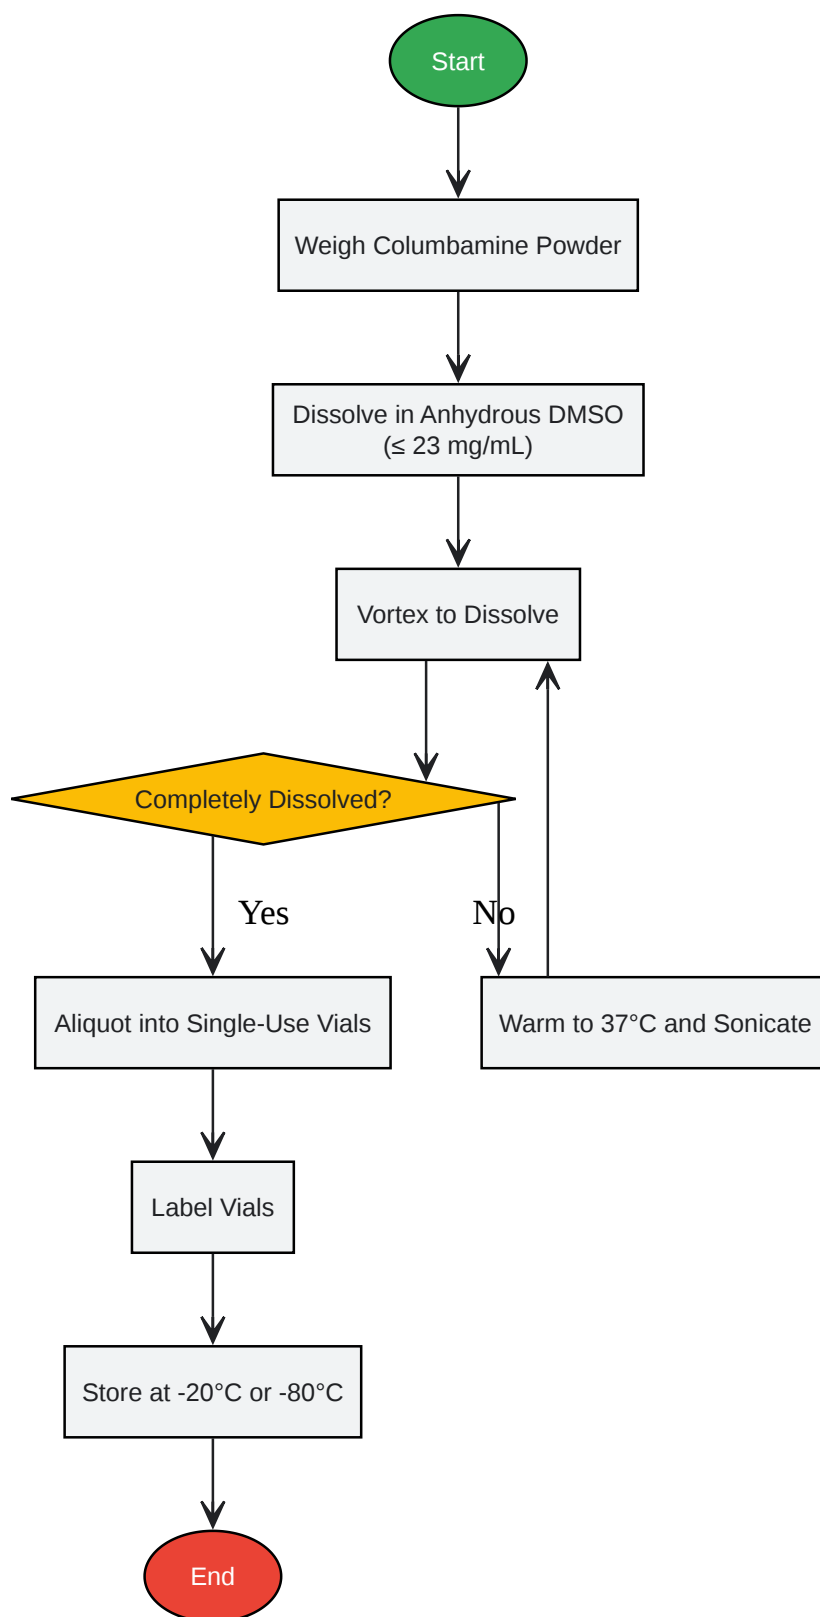 Start
Weigh Columbamine Powder
Dissolve in Anhydrous DMSO
(≤ 23 mg/mL)
Vortex to Dissolve
Completely Dissolved?
Yes
No
Aliquot into Single-Use Vials
Warm to 37°C and Sonicate
Label Vials
Store at -20°C or -80°C
End